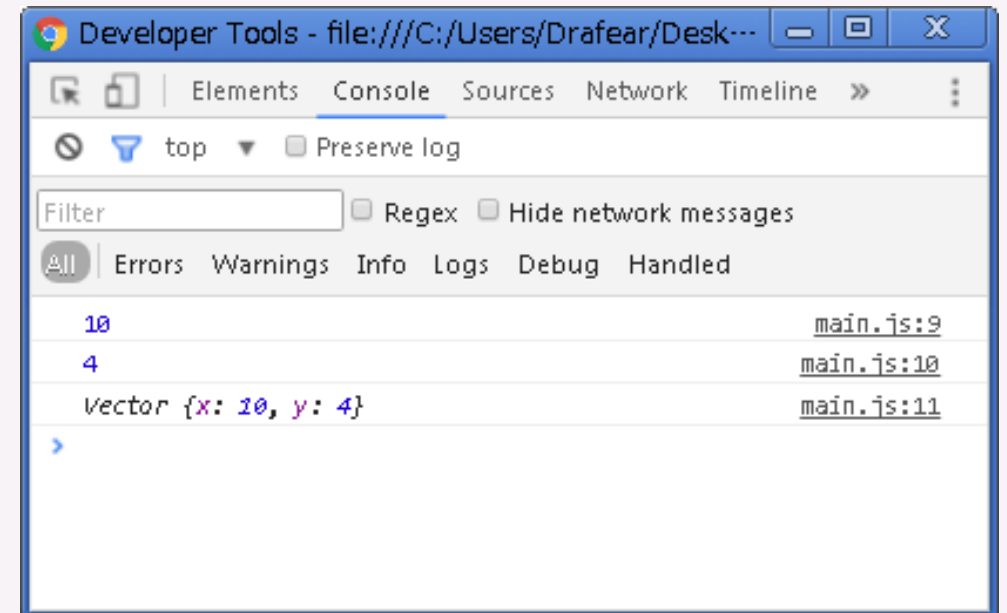 Developer Tools - file:///C:/Users/Drafear/Desk...
Elements Console Sources Network Timeline »
top ▼ Preserve log
Filter Regex Hide network messages
All Errors Warnings Info Logs Debug Handled
10 main.js:9
4 main.js:10
Vector {x: 10, y: 4} main.js:11
>